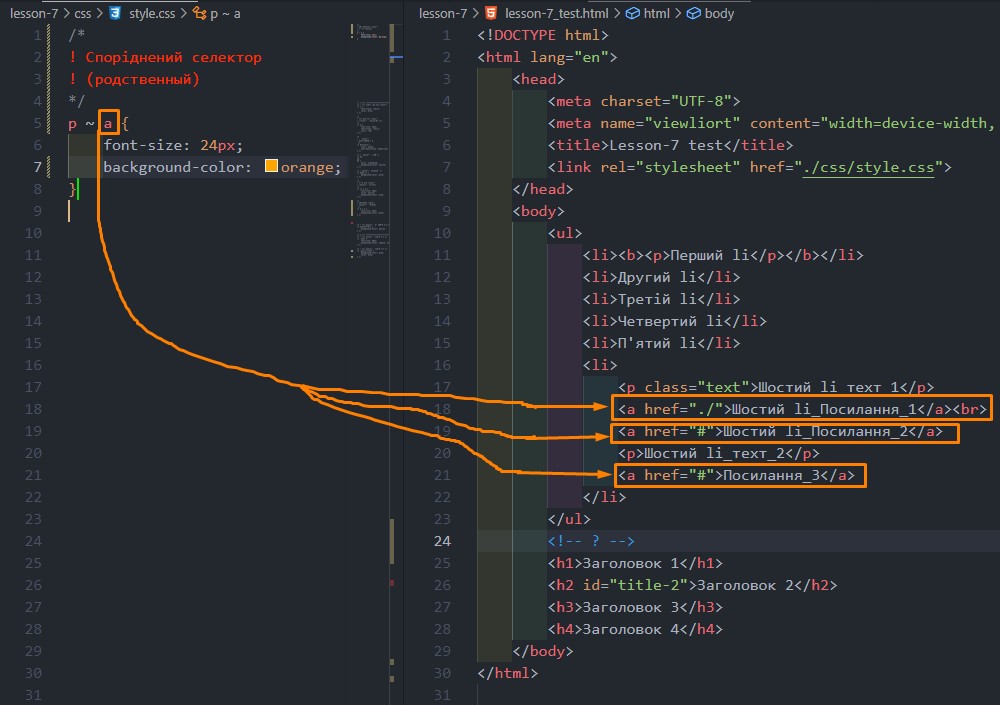 lesson-7 > css > style.css > p ~ a
1 /*
2 ! Споріднений селектор
3 ! (родственный)
4 */
5 p ~ a {
6 font-size: 24px;
7 background-color: orange;
8 }
9
10
11
12
13
14
15
16
17
18
19
20
21
22
23
24
25
26
27
28
29
30
31
lesson-7 > lesson-7_test.html > html > body
1 <!DOCTYPE html>
2 <html lang="en">
3 <head>
4 <meta charset="UTF-8">
5 <meta name="viewliort" content="width=device-width,
6 <title>Lesson-7 test</title>
7 <link rel="stylesheet" href="./css/style.css">
8 </head>
9 <body>
10 <ul>
11 <li><b><p>Перший li</p></b></li>
12 <li>Другий li</li>
13 <li>Третій li</li>
14 <li>Четвертий li</li>
15 <li>П'ятий li</li>
16 <li>
17 <p class="text">Шостий li текст 1</p>
18 <a href="./">Шостий li_Посилання_1</a><br>
19 <a href="#">Шостий li_Посилання_2</a>
20 <p>Шостий li_текст_2</p>
21 <a href="#">Посилання_3</a>
22 </li>
23 </ul>
24 <!-- ? -->
25 <h1>Заголовок 1</h1>
26 <h2 id="title-2">Заголовок 2</h2>
27 <h3>Заголовок 3</h3>
28 <h4>Заголовок 4</h4>
29 </body>
30 </html>
31